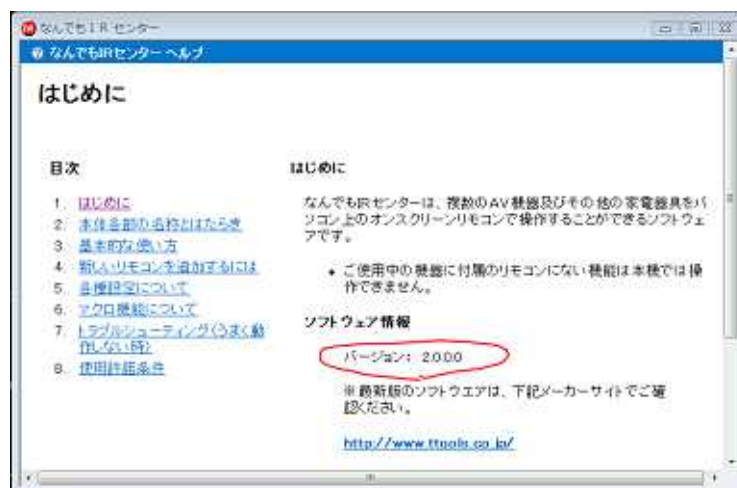 なんでもIRセンター
なんでもIRセンター ヘルプ
はじめに
目次
1. はじめに
2. 本体各部の名称とはたらき
3. 基本的な使い方
4. 新しいリモコンを追加するには
5. 各種設定について
6. マクロ機能について
7. トラブルシューティング(うまく動
作しない時)
8. 使用許諾条件
はじめに
なんでもIRセンターは、複数のAV機器及びその他の家電器具をパ
ソコン上のオンスクリーンリモコンで操作することができるソフトウェ
アです。
• ご使用中の機器に付属のリモコンにない機能は本機では操
作できません。
ソフトウェア情報
バージョン: 2.0.0.0
※最新版のソフトウエアは、下記メーカーサイトでご確
認ください。
http://www.ttools.co.jp/